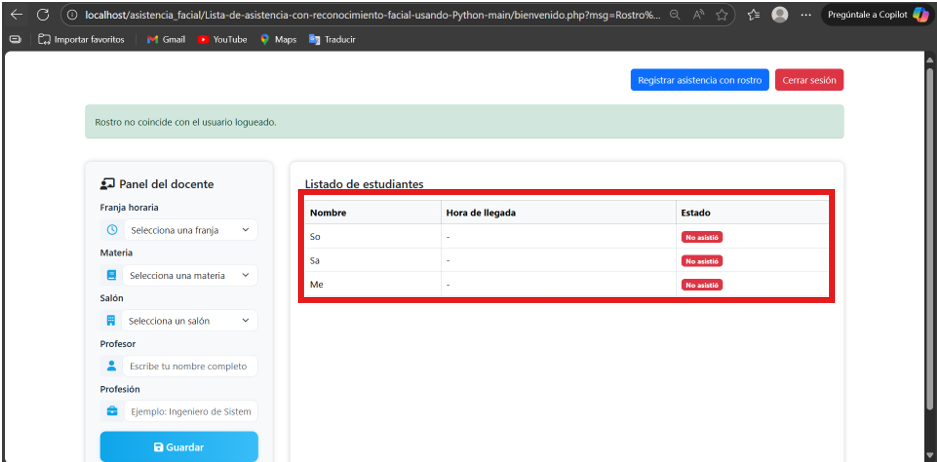 localhost/asistencia_facial/Lista-de-asistencia-con-reconocimiento-facial-usando-Python-main/bienvenido.php?msg=Rostro%...
Pregúntale a Copilot
Importar favoritos
Gmail
YouTube
Maps
Traducir
Registrar asistencia con rostro
Cerrar sesión
Rostro no coincide con el usuario logueado.
Panel del docente
Franja horaria
Selecciona una franja
Materia
Selecciona una materia
Salón
Selecciona un salón
Profesor
Escribe tu nombre completo
Profesión
Ejemplo: Ingeniero de Sistem
Guardar
Listado de estudiantes
Nombre Hora de llegada Estado
So - No asistió
Sa - No asistió
Me - No asistió